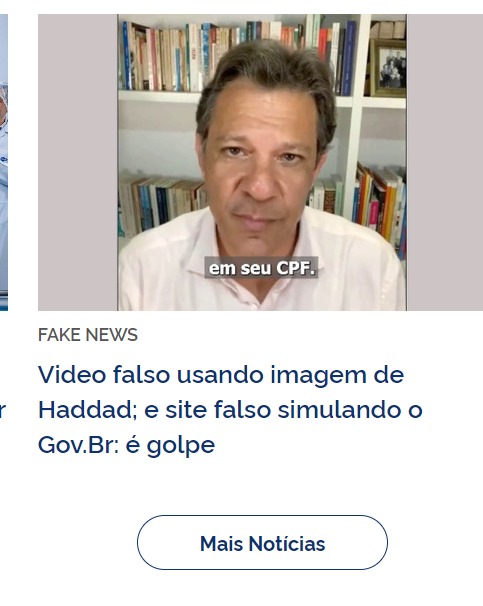 em seu CPF.
FAKE NEWS
r
Video falso usando imagem de
Haddad; e site falso simulando o
Gov.Br: é golpe
Mais Notícias